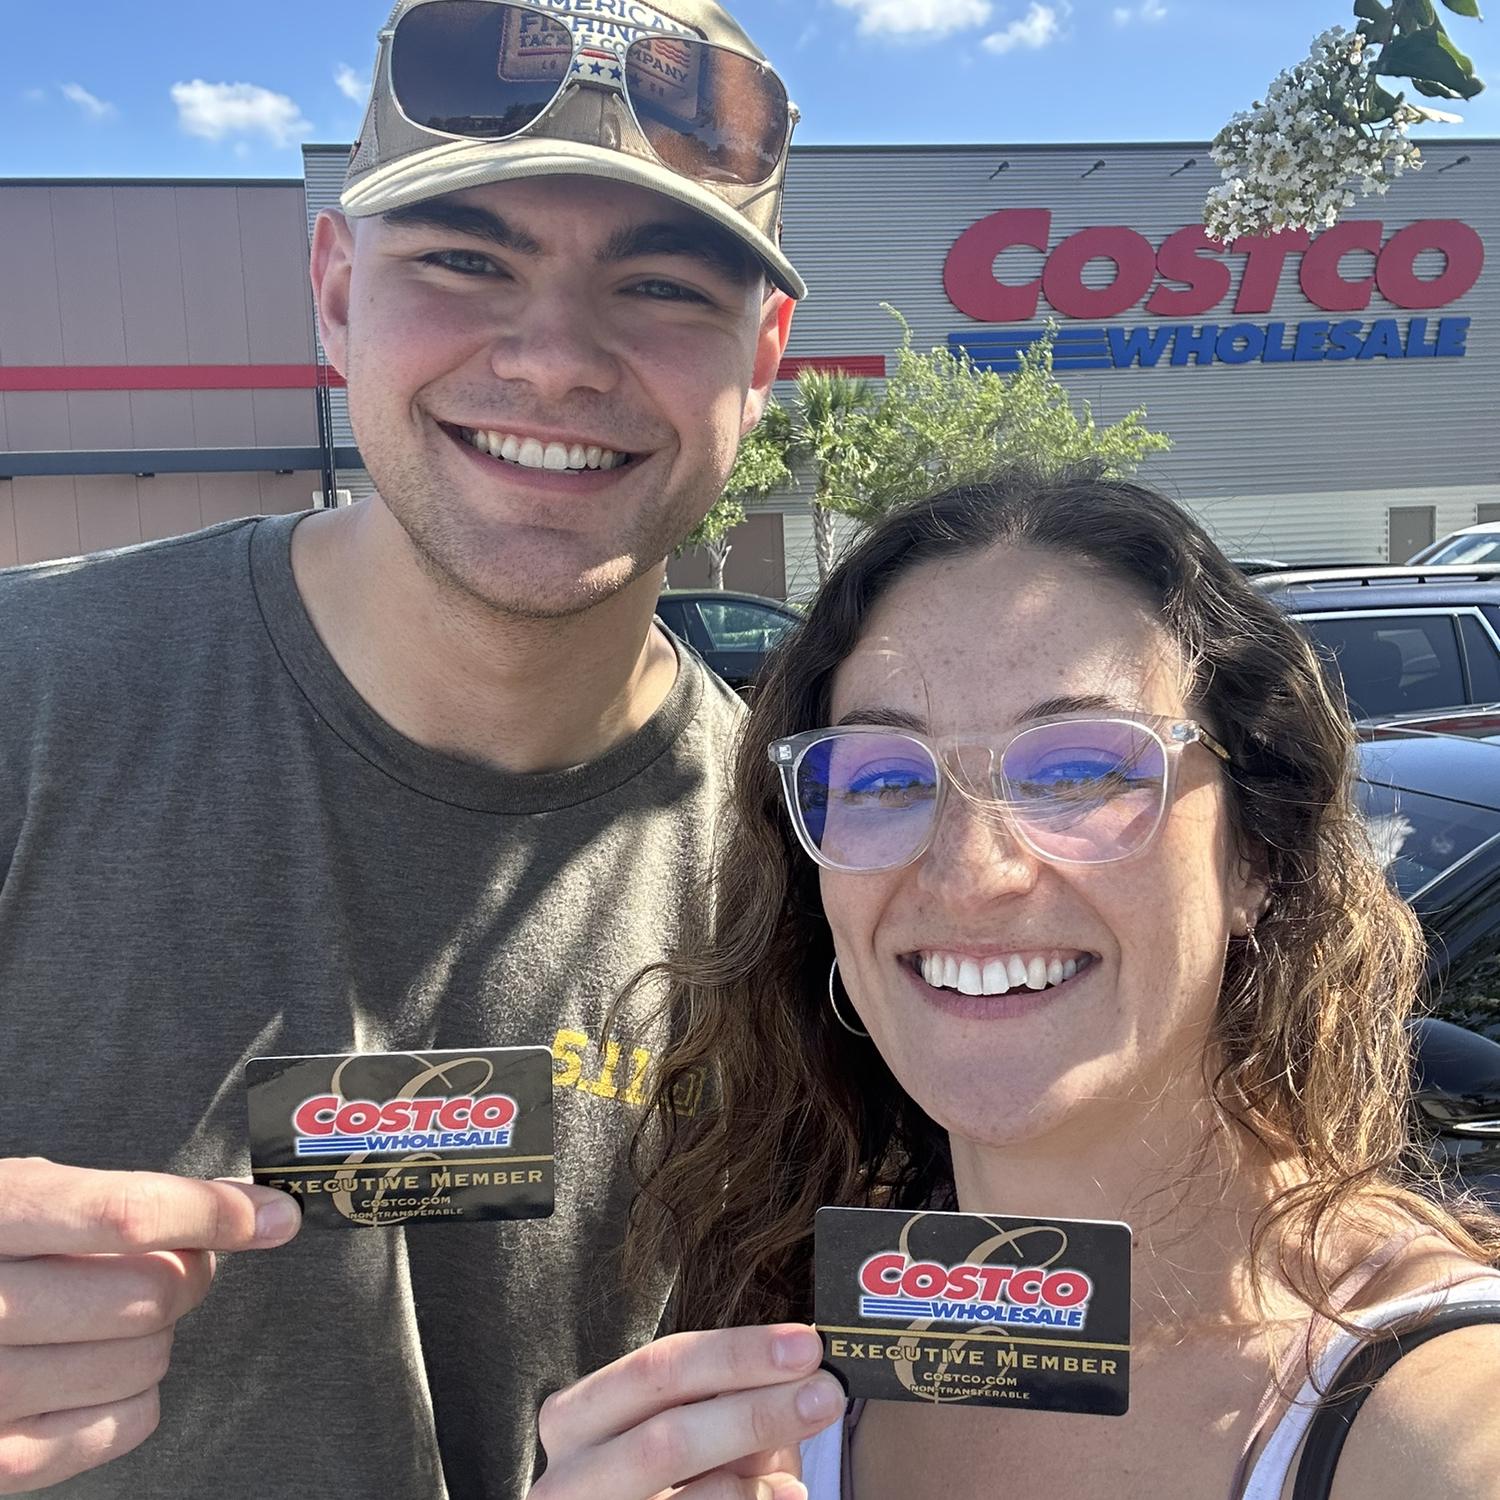 AMERICAN
FISHING
TACKLE COMPANY
COSTCO
WHOLESALE
5.11
COSTCO
WHOLESALE
EXECUTIVE MEMBER
COSTCO.COM
NON-TRANSFERABLE
COSTCO
WHOLESALE
EXECUTIVE MEMBER
COSTCO.COM
NON-TRANSFERABLE